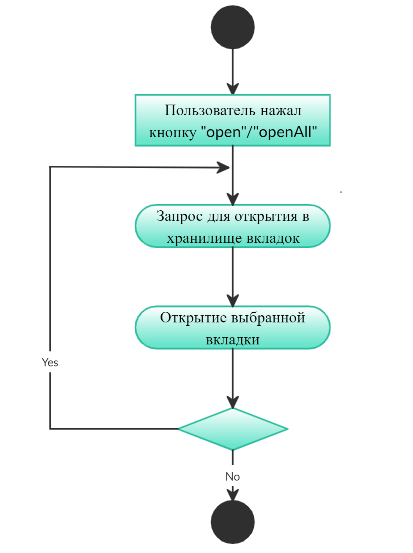 Пользователь нажал
кнопку "open"/"openAll"
Запрос для открытия в
хранилище вкладок
Открытие выбранной
вкладки
Yes
No